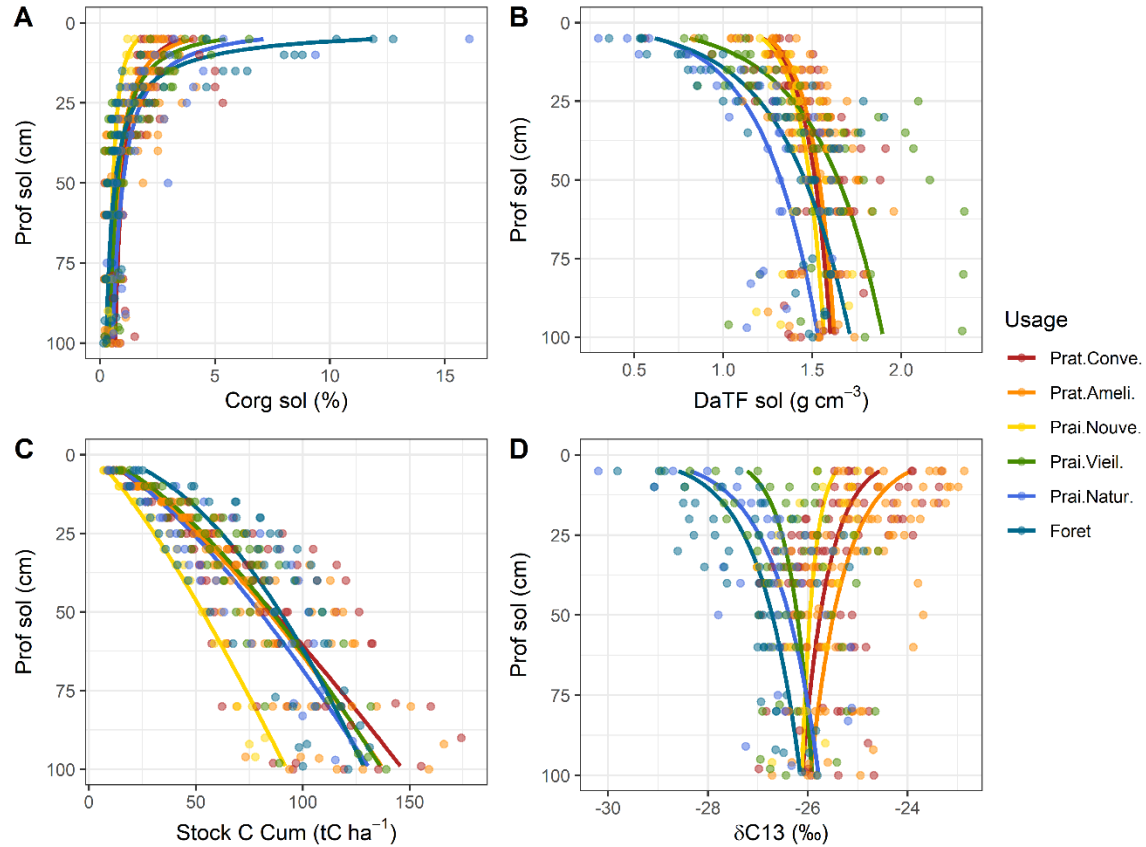 A
0
25
50
75
100
Prof sol (cm)
0
5
10
15
Corg sol (%)
B
0
25
50
75
100
Prof sol (cm)
0.5
1.0
1.5
2.0
DaTF sol (g cm⁻³)
C
0
25
50
75
100
Prof sol (cm)
0
50
100
150
Stock C Cum (tC ha⁻¹)
D
0
25
50
75
100
Prof sol (cm)
-30
-28
-26
-24
δC13 (‰)
Usage
Prat.Conve.
Prat.Ameli.
Prai.Nouve.
Prai.Vieil.
Prai.Natur.
Foret